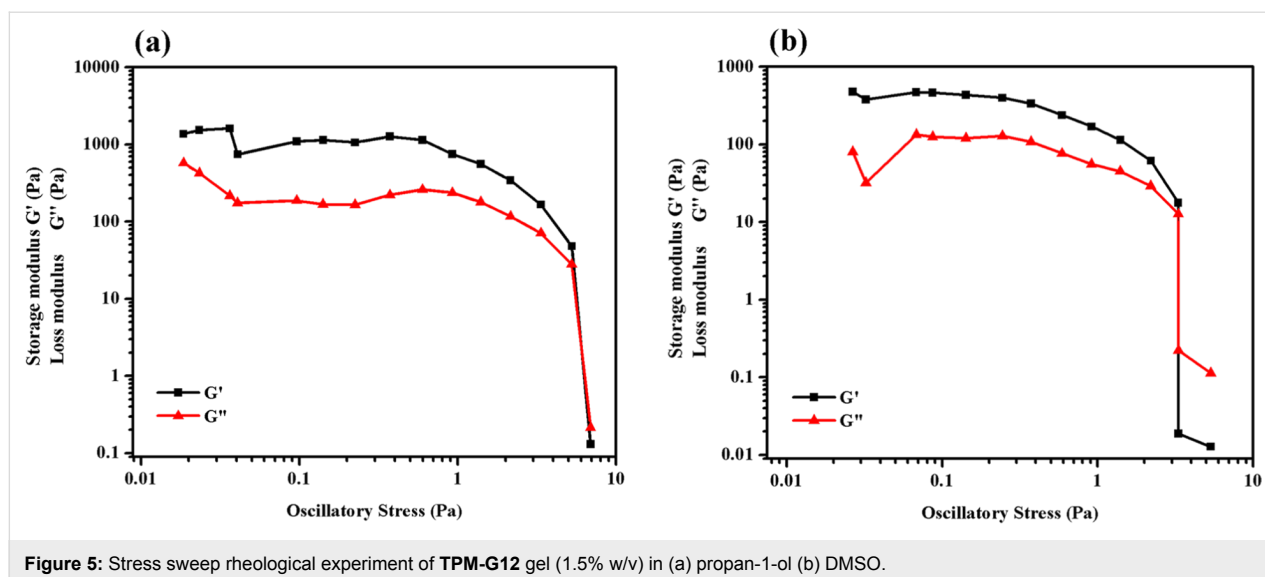 (a)
10000
1000
100
10
1
0.1
Storage modulus G' (Pa)
Loss modulus G'' (Pa)
G'
G''
0.01
0.1
1
10
Oscillatory Stress (Pa)
(b)
1000
100
10
1
0.1
0.01
Storage modulus G' (Pa)
Loss modulus G'' (Pa)
G'
G''
0.01
0.1
1
10
Oscillatory Stress (Pa)
Figure 5: Stress sweep rheological experiment of TPM-G12 gel (1.5% w/v) in (a) propan-1-ol (b) DMSO.